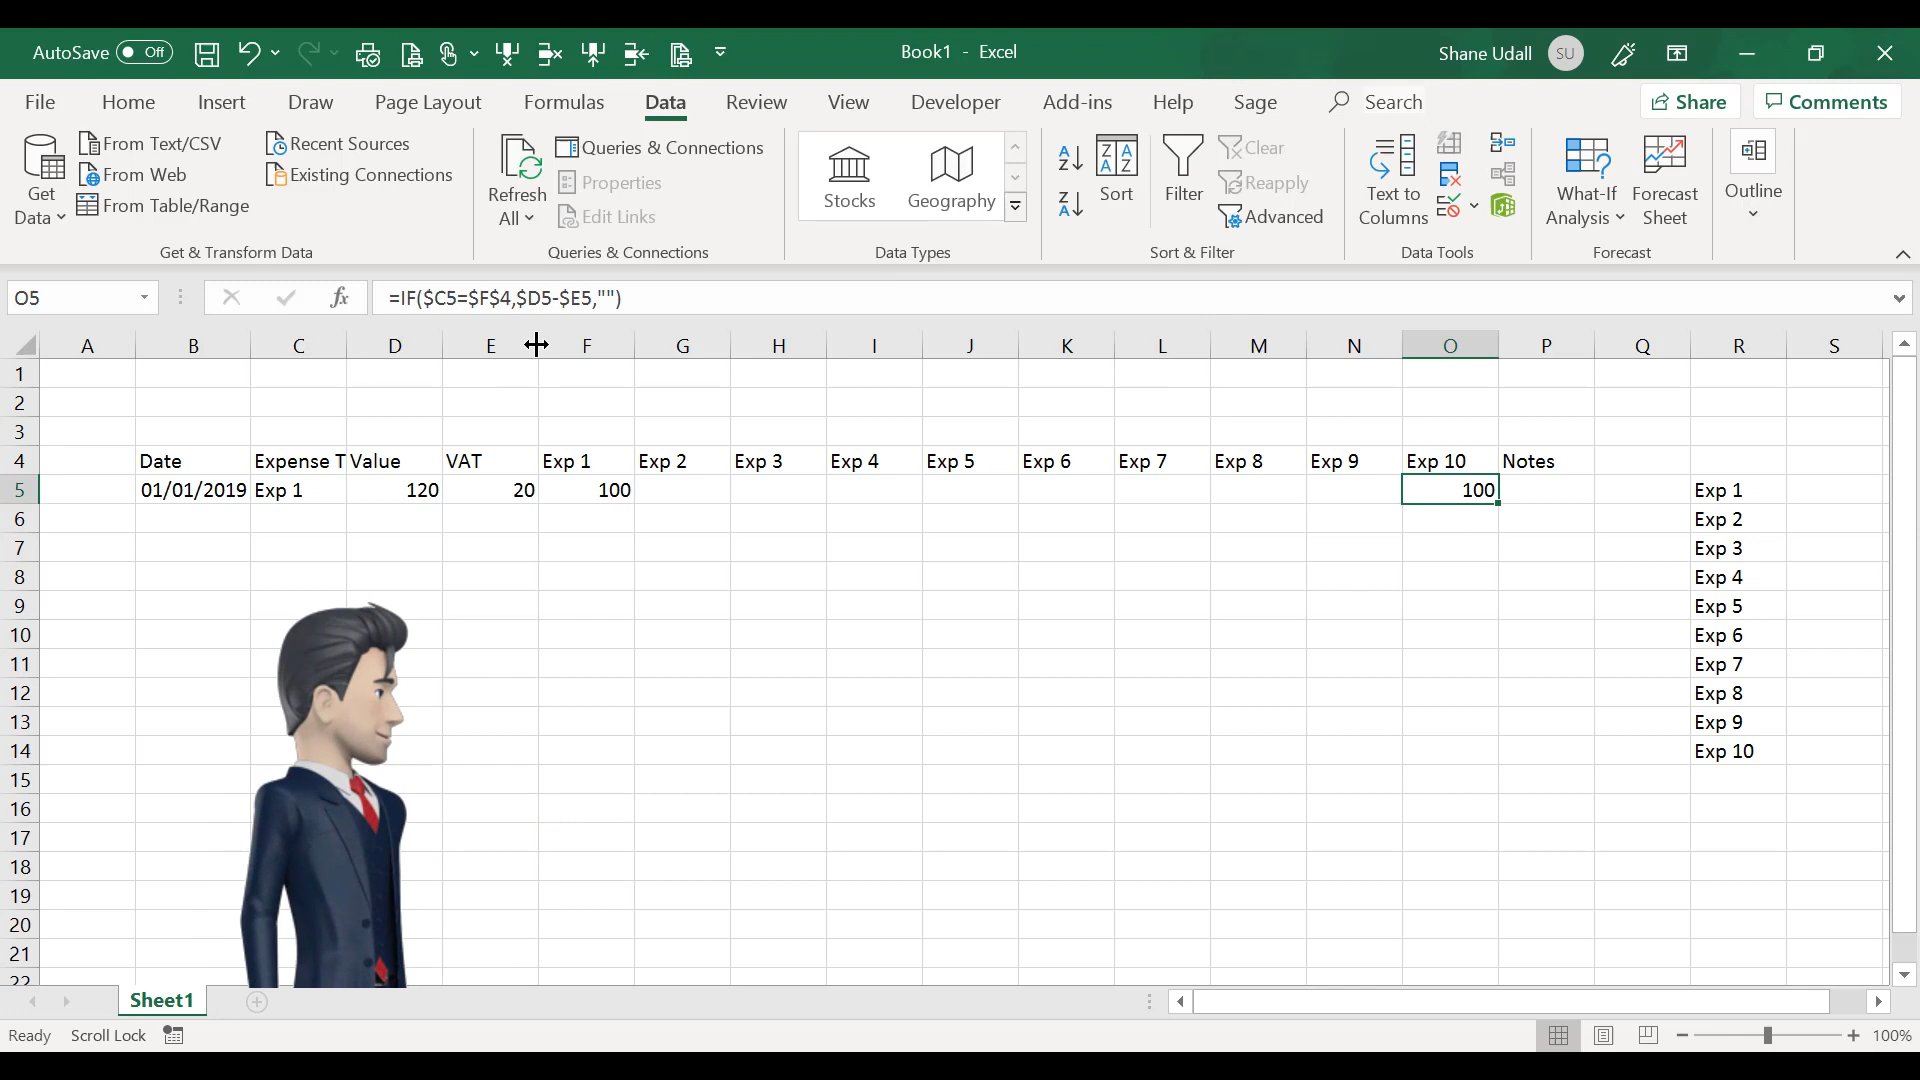 AutoSave Off Book1 - Excel Shane Udall SU
File Home Insert Draw Page Layout Formulas Data Review View Developer Add-ins Help Sage Search Share Comments
Get Data
From Text/CSV
From Web
From Table/Range
Recent Sources
Existing Connections
Get & Transform Data
Refresh All
Queries & Connections
Properties
Edit Links
Queries & Connections
Stocks
Geography
Data Types
Sort
Filter
Clear
Reapply
Advanced
Sort & Filter
Text to Columns
Data Tools
What-If Analysis
Forecast Sheet
Forecast
Outline
O5 fx =IF($C5=$F$4,$D5-$E5,"")
A B C D E F G H I J K L M N O P Q R S
1
2
3
4 Date Expense T Value VAT Exp 1 Exp 2 Exp 3 Exp 4 Exp 5 Exp 6 Exp 7 Exp 8 Exp 9 Exp 10 Notes
5 01/01/2019 Exp 1 120 20 100 100 Exp 1
6 Exp 2
7 Exp 3
8 Exp 4
9 Exp 5
10 Exp 6
11 Exp 7
12 Exp 8
13 Exp 9
14 Exp 10
15
16
17
18
19
20
21
22
Sheet1
Ready Scroll Lock 100%